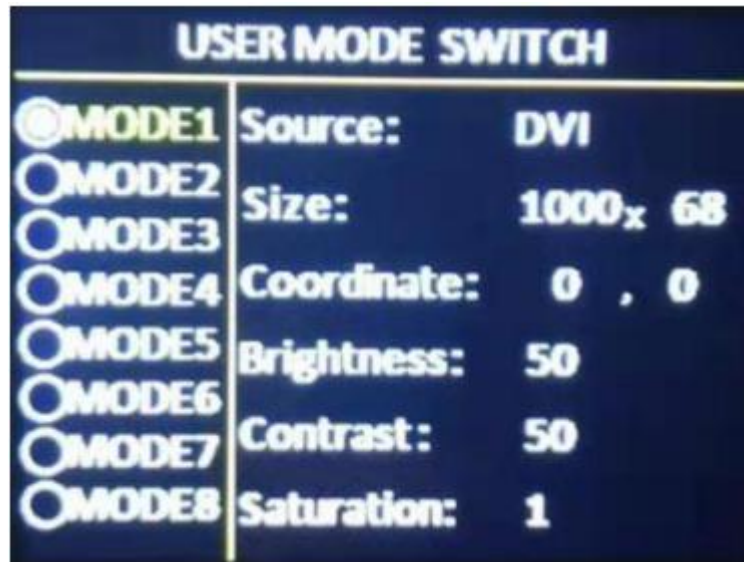 USER MODE SWITCH
MODE1
MODE2
MODE3
MODE4
MODE5
MODE6
MODE7
MODE8
Source: DVI
Size: 1000x 68
Coordinate: 0 , 0
Brightness: 50
Contrast: 50
Saturation: 1